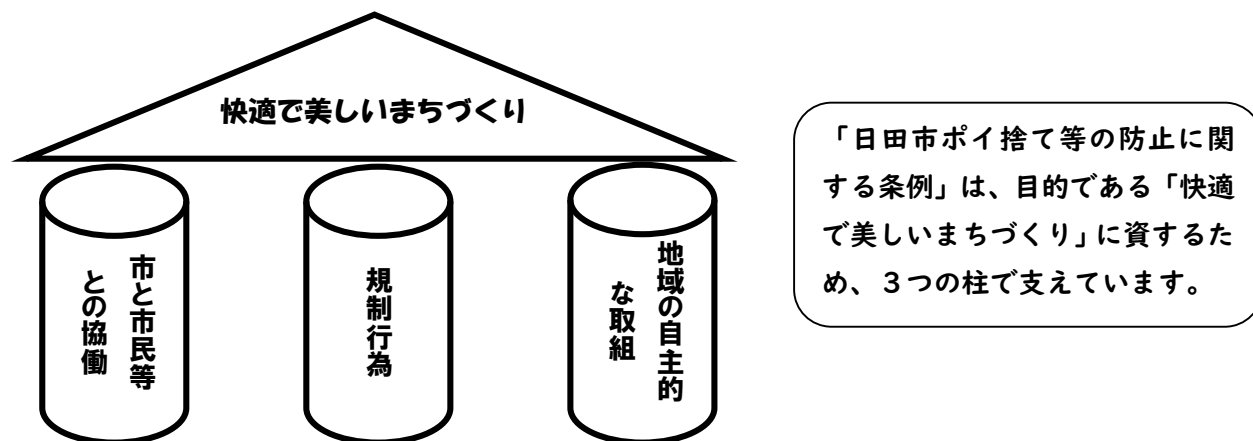 快適で美しいまちづくり
市と市民等
との協働
規制行為
地域の自主的
な取組
「日田市ポイ捨て等の防止に関
する条例」は、目的である「快適
で美しいまちづくり」に資するた
め、３つの柱で支えています。